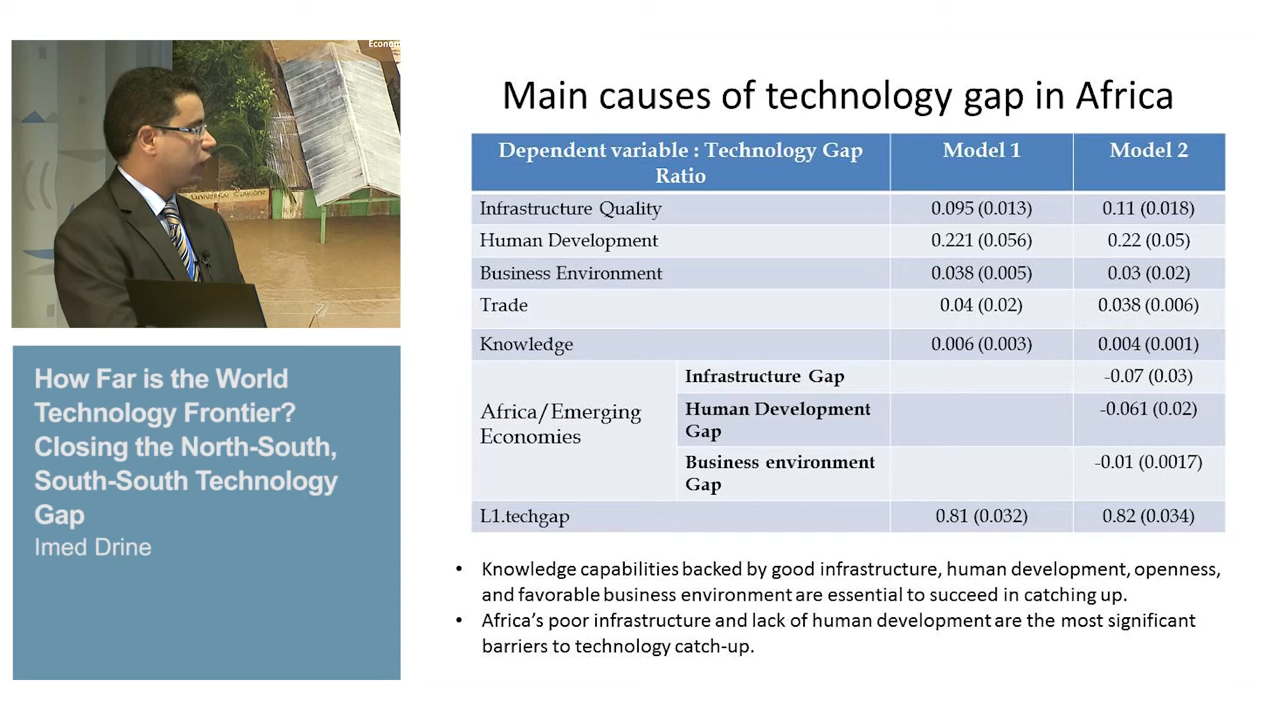 Econom
UNIVERSAL
Main causes of technology gap in Africa
Dependent variable : Technology Gap
Ratio
Model 1
Model 2
Infrastructure Quality
0.095 (0.013)
0.11 (0.018)
Human Development
0.221 (0.056)
0.22 (0.05)
Business Environment
0.038 (0.005)
0.03 (0.02)
Trade
0.04 (0.02)
0.038 (0.006)
Knowledge
0.006 (0.003)
0.004 (0.001)
Africa/Emerging
Economies
Infrastructure Gap
-0.07 (0.03)
Human Development
Gap
-0.061 (0.02)
Business environment
Gap
-0.01 (0.0017)
L1.techgap
0.81 (0.032)
0.82 (0.034)
• Knowledge capabilities backed by good infrastructure, human development, openness,
and favorable business environment are essential to succeed in catching up.
• Africa's poor infrastructure and lack of human development are the most significant
barriers to technology catch-up.
How Far is the World
Technology Frontier?
Closing the North-South,
South-South Technology
Gap
Imed Drine